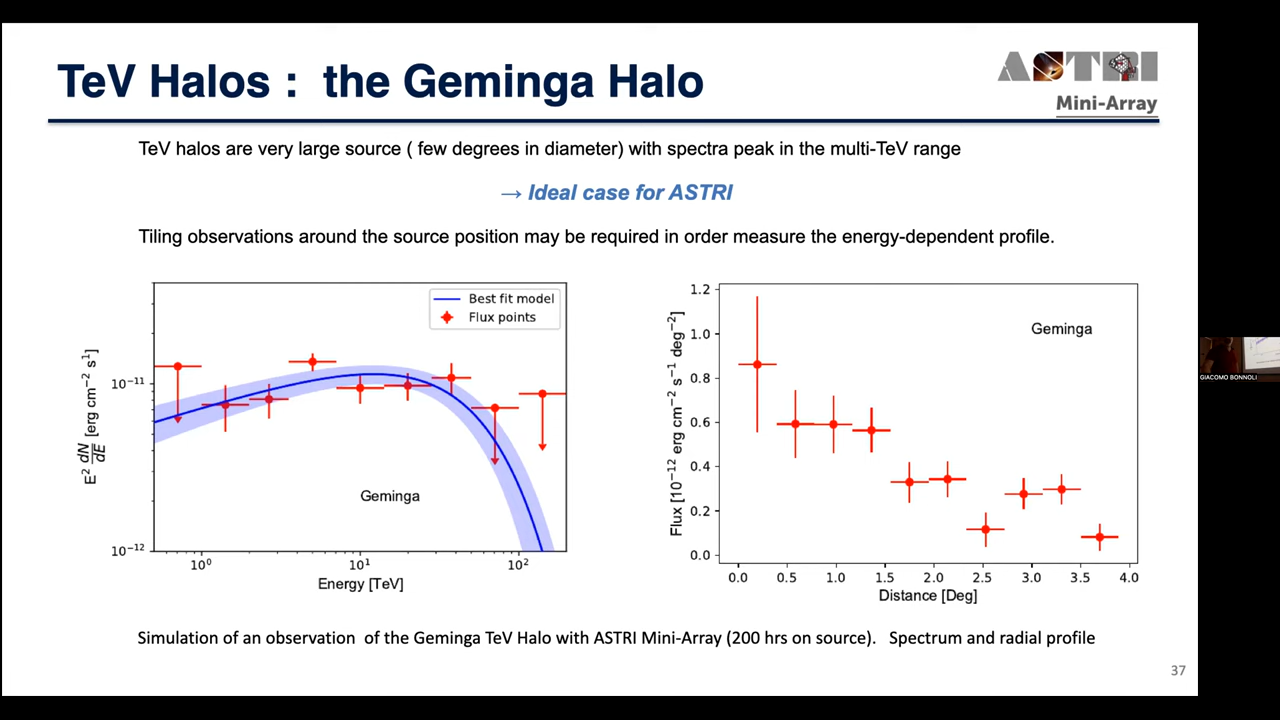 TeV Halos : the Geminga Halo
ASTRI
Mini-Array
TeV halos are very large source ( few degrees in diameter) with spectra peak in the multi-TeV range
→ Ideal case for ASTRI
Tiling observations around the source position may be required in order measure the energy-dependent profile.
Best fit model
Flux points
10⁻¹¹
10⁻¹²
E² dN/dE [erg cm⁻² s¹]
Geminga
10⁰ 10¹ 10²
Energy [TeV]
1.2
1.0
0.8
0.6
0.4
0.2
0.0
Flux [10⁻¹² erg cm⁻² s⁻¹ deg⁻²]
Geminga
0.0 0.5 1.0 1.5 2.0 2.5 3.0 3.5 4.0
Distance [Deg]
GIACOMO BONNOLI
Simulation of an observation of the Geminga TeV Halo with ASTRI Mini-Array (200 hrs on source). Spectrum and radial profile
37